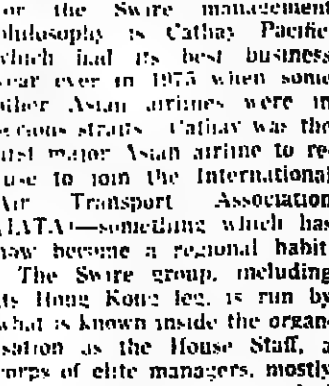 or the Swire management
philosophy is Cathay Pacific
which had its best business
year ever in 1975 when some
other Asian airlines were in
serious straits. Cathay was the
first major Asian airline to re-
fuse to join the International
Air Transport Association
(IATA)—something which has
now become a regional habit
The Swire group, including
its Hong Kong leg, is run by
what is known inside the organ-
isation as the House Staff, a
corps of elite managers, mostly